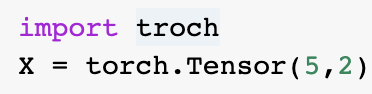 import troch
X = torch.Tensor(5,2)